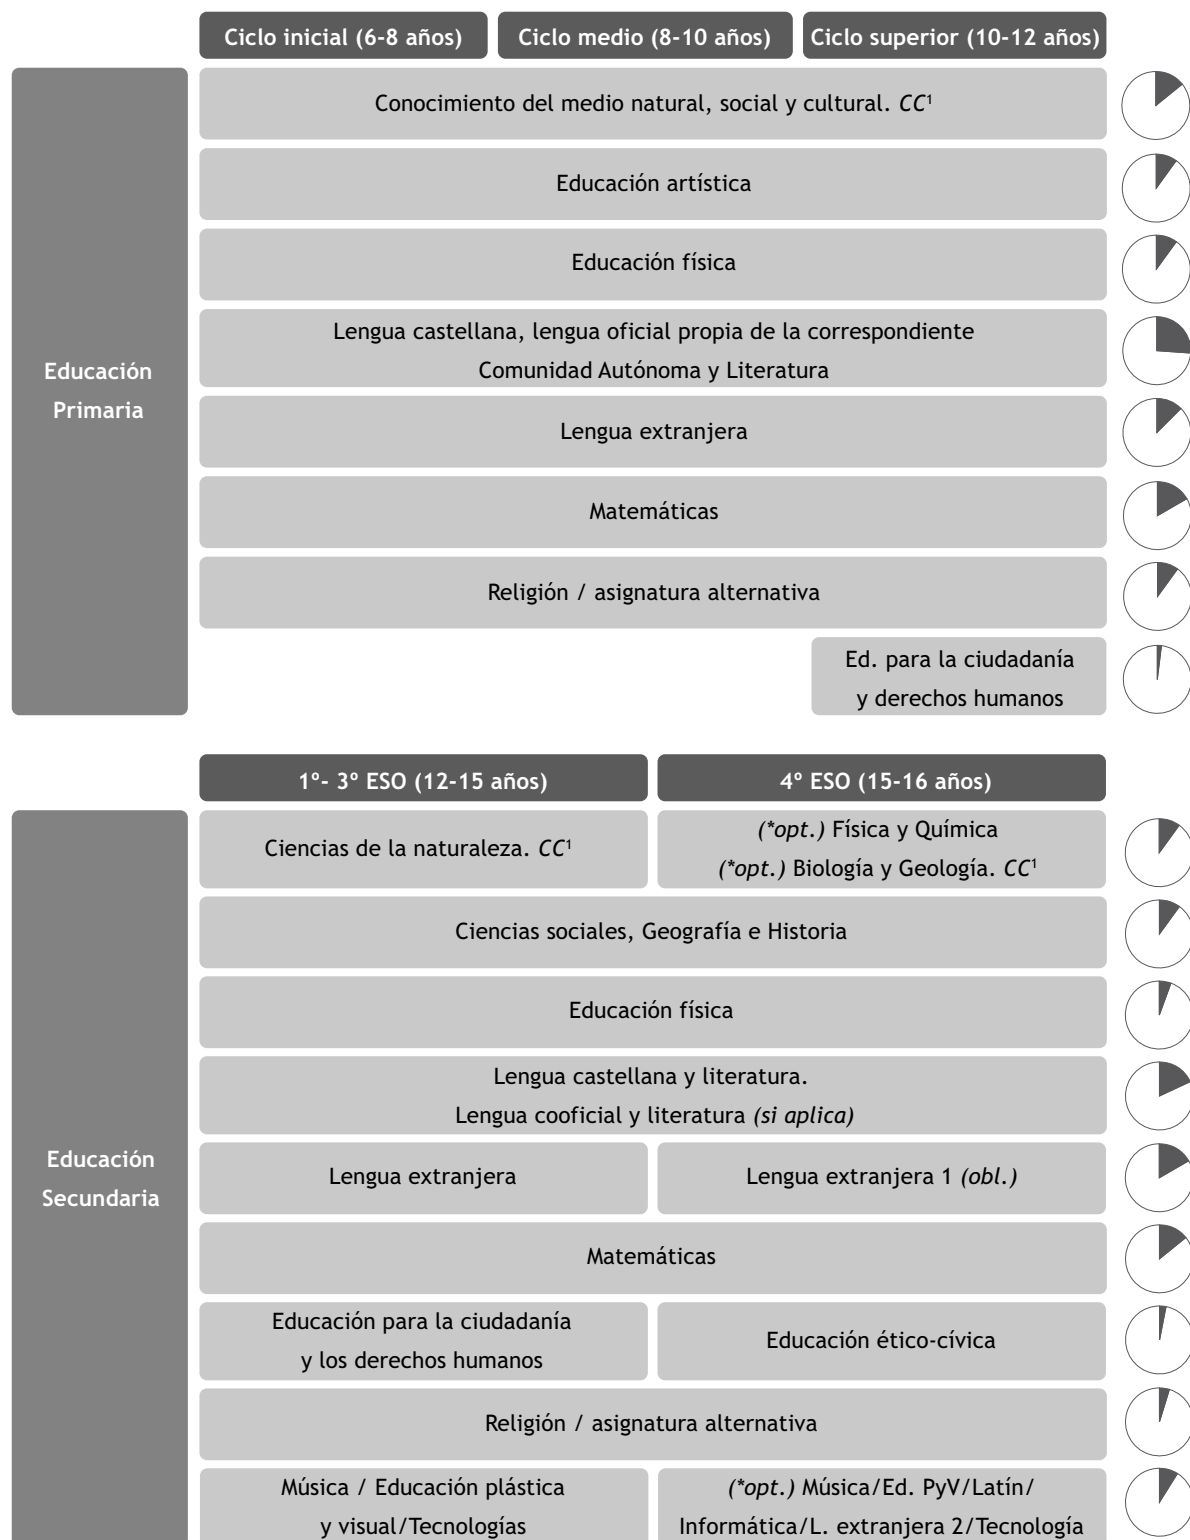 Ciclo inicial (6-8 años)
Ciclo medio (8-10 años)
Ciclo superior (10-12 años)
Educación
Primaria
Conocimiento del medio natural, social y cultural. CC¹
Educación artística
Educación física
Lengua castellana, lengua oficial propia de la correspondiente
Comunidad Autónoma y Literatura
Lengua extranjera
Matemáticas
Religión / asignatura alternativa
Ed. para la ciudadanía
y derechos humanos
1º- 3º ESO (12-15 años)
4º ESO (15-16 años)
Educación
Secundaria
Ciencias de la naturaleza. CC¹
(*opt.) Física y Química
(*opt.) Biología y Geología. CC¹
Ciencias sociales, Geografía e Historia
Educación física
Lengua castellana y literatura.
Lengua cooficial y literatura (si aplica)
Lengua extranjera
Lengua extranjera 1 (obl.)
Matemáticas
Educación para la ciudadanía
y los derechos humanos
Educación ético-cívica
Religión / asignatura alternativa
Música / Educación plástica
y visual/Tecnologías
(*opt.) Música/Ed. PyV/Latín/
Informática/L. extranjera 2/Tecnología